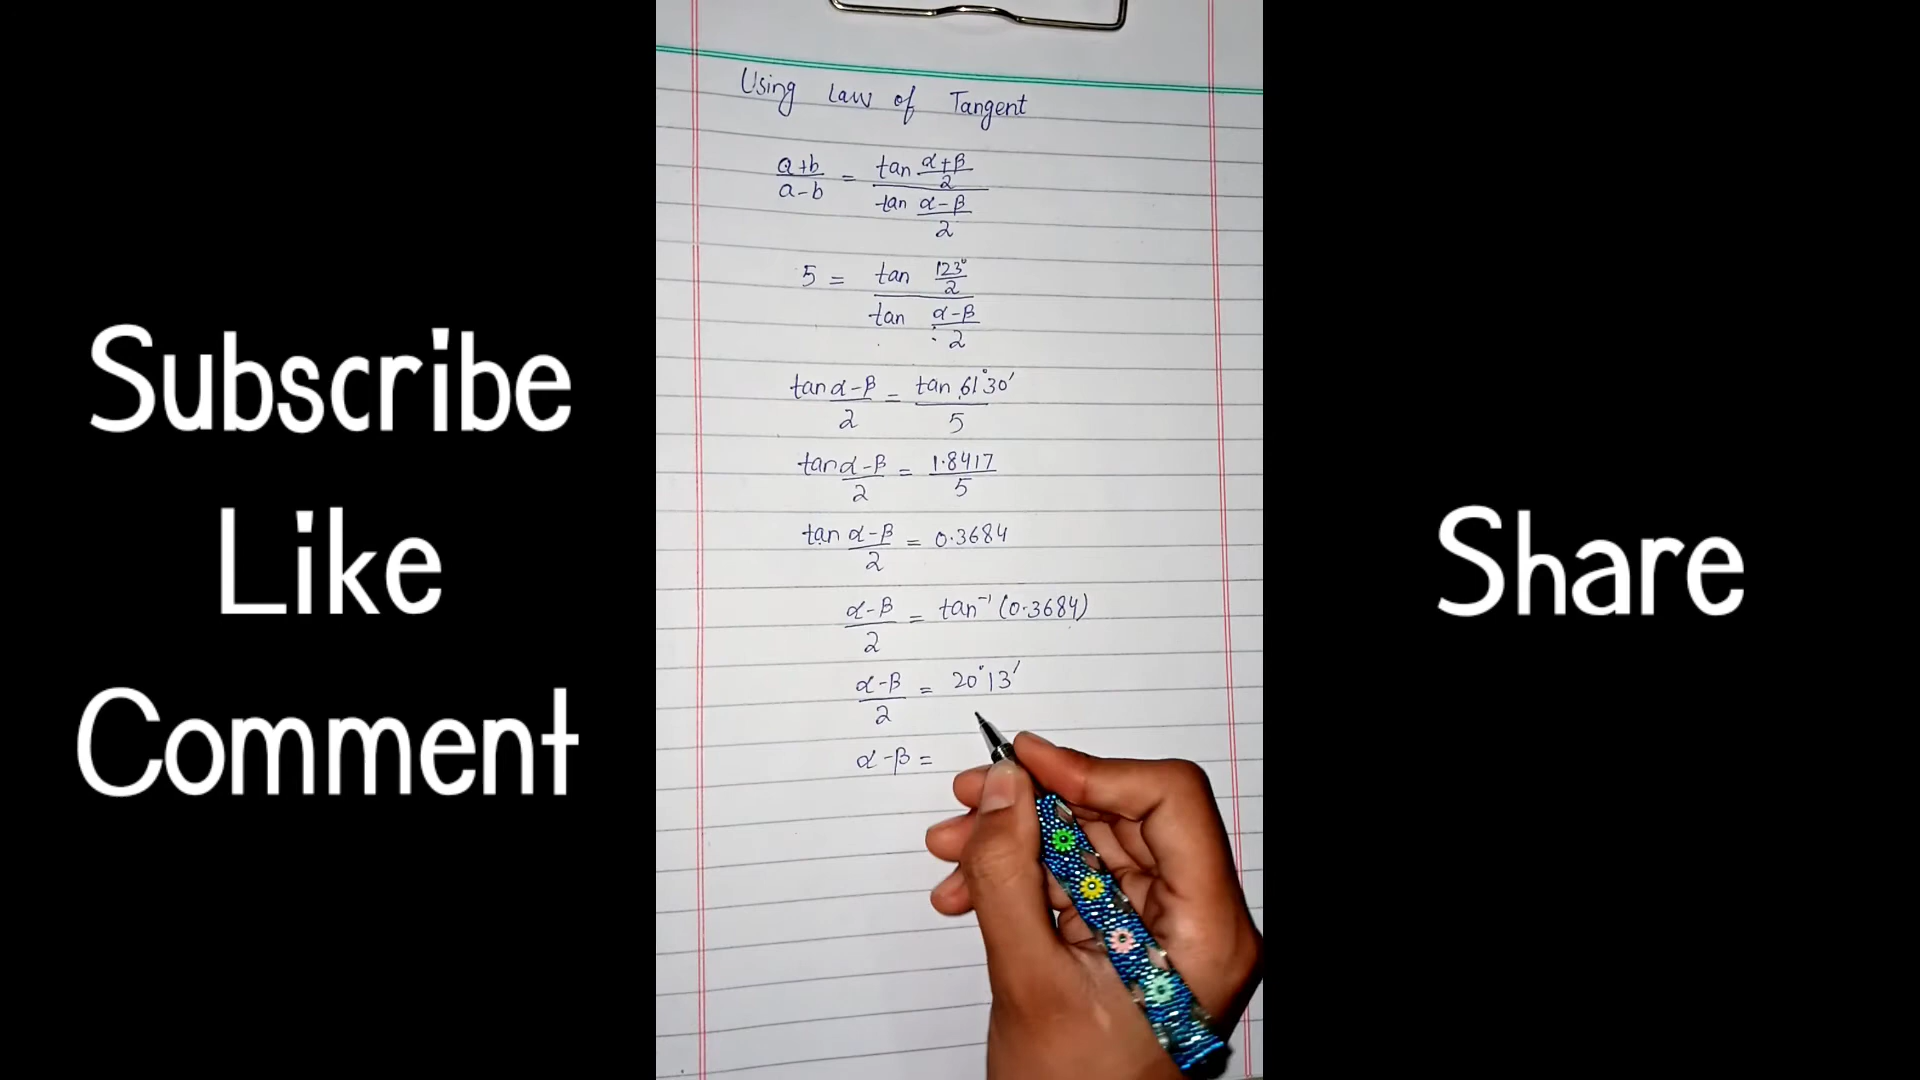 Subscribe
Like
Comment
Using Law of Tangent
a+b/a-b = tan α+β/2 / tan α-β/2
5 = tan 123°/2 / tan α-β/2
tan α-β/2 = tan 61°30′/5
tan α-β/2 = 1.8417/5
tan α-β/2 = 0.3684
α-β/2 = tan⁻¹ (0.3684)
α-β/2 = 20°13′
α-β =
Share